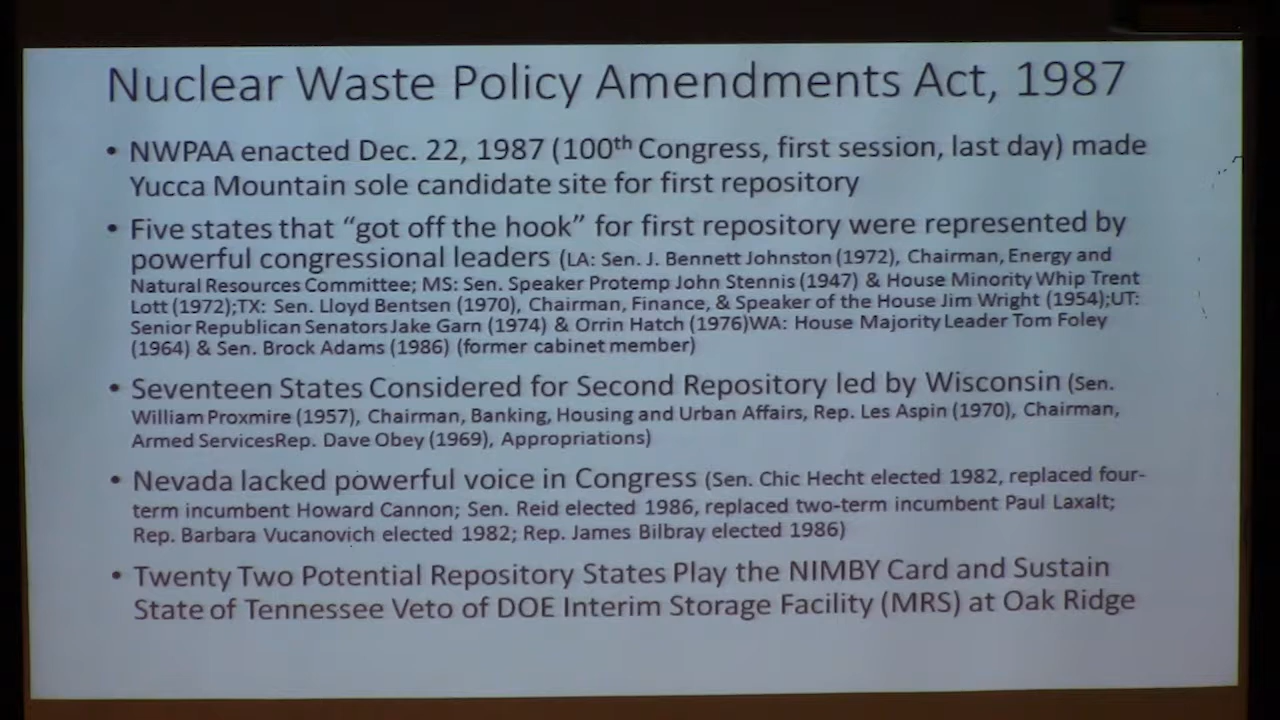 Nuclear Waste Policy Amendments Act, 1987
• NWPAA enacted Dec. 22, 1987 (100th Congress, first session, last day) made
Yucca Mountain sole candidate site for first repository
• Five states that “got off the hook” for first repository were represented by
powerful congressional leaders (LA: Sen. J. Bennett Johnston (1972), Chairman, Energy and
Natural Resources Committee; MS: Sen. Speaker Protemp John Stennis (1947) & House Minority Whip Trent
Lott (1972);TX: Sen. Lloyd Bentsen (1970), Chairman, Finance, & Speaker of the House Jim Wright (1954);UT:
Senior Republican Senators Jake Garn (1974) & Orrin Hatch (1976)WA: House Majority Leader Tom Foley
(1964) & Sen. Brock Adams (1986) (former cabinet member)
• Seventeen States Considered for Second Repository led by Wisconsin (Sen.
William Proxmire (1957), Chairman, Banking, Housing and Urban Affairs, Rep. Les Aspin (1970), Chairman,
Armed ServicesRep. Dave Obey (1969), Appropriations)
• Nevada lacked powerful voice in Congress (Sen. Chic Hecht elected 1982, replaced four-
term incumbent Howard Cannon; Sen. Reid elected 1986, replaced two-term incumbent Paul Laxalt;
Rep. Barbara Vucanovich elected 1982; Rep. James Bilbray elected 1986)
• Twenty Two Potential Repository States Play the NIMBY Card and Sustain
State of Tennessee Veto of DOE Interim Storage Facility (MRS) at Oak Ridge